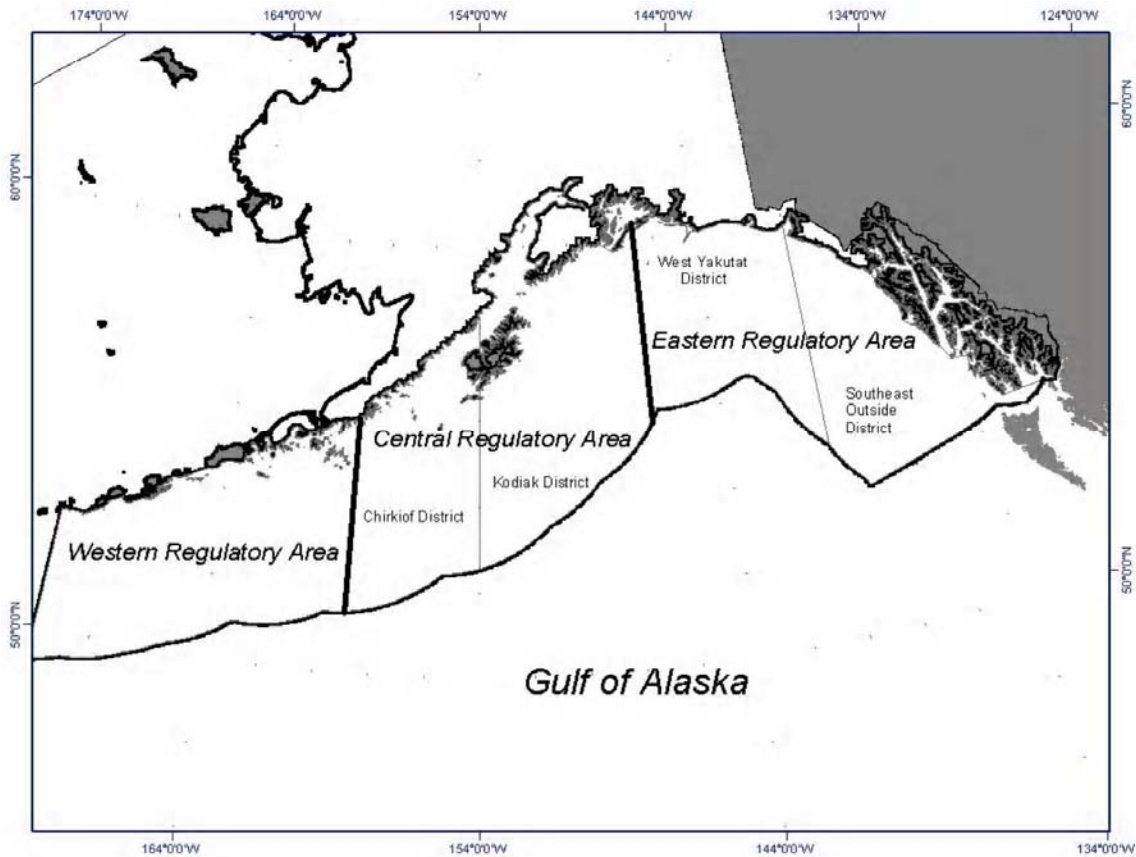 174°0'0"W
164°0'0"W
154°0'0"W
144°0'0"W
134°0'0"W
124°0'0"W
60°0'0"N
60°0'0"N
West Yakutat
District
Eastern Regulatory Area
Southeast
Outside
District
Central Regulatory Area
Kodiak District
Chirkiof District
Western Regulatory Area
50°0'0"N
50°0'0"N
Gulf of Alaska
164°0'0"W
154°0'0"W
144°0'0"W
134°0'0"W